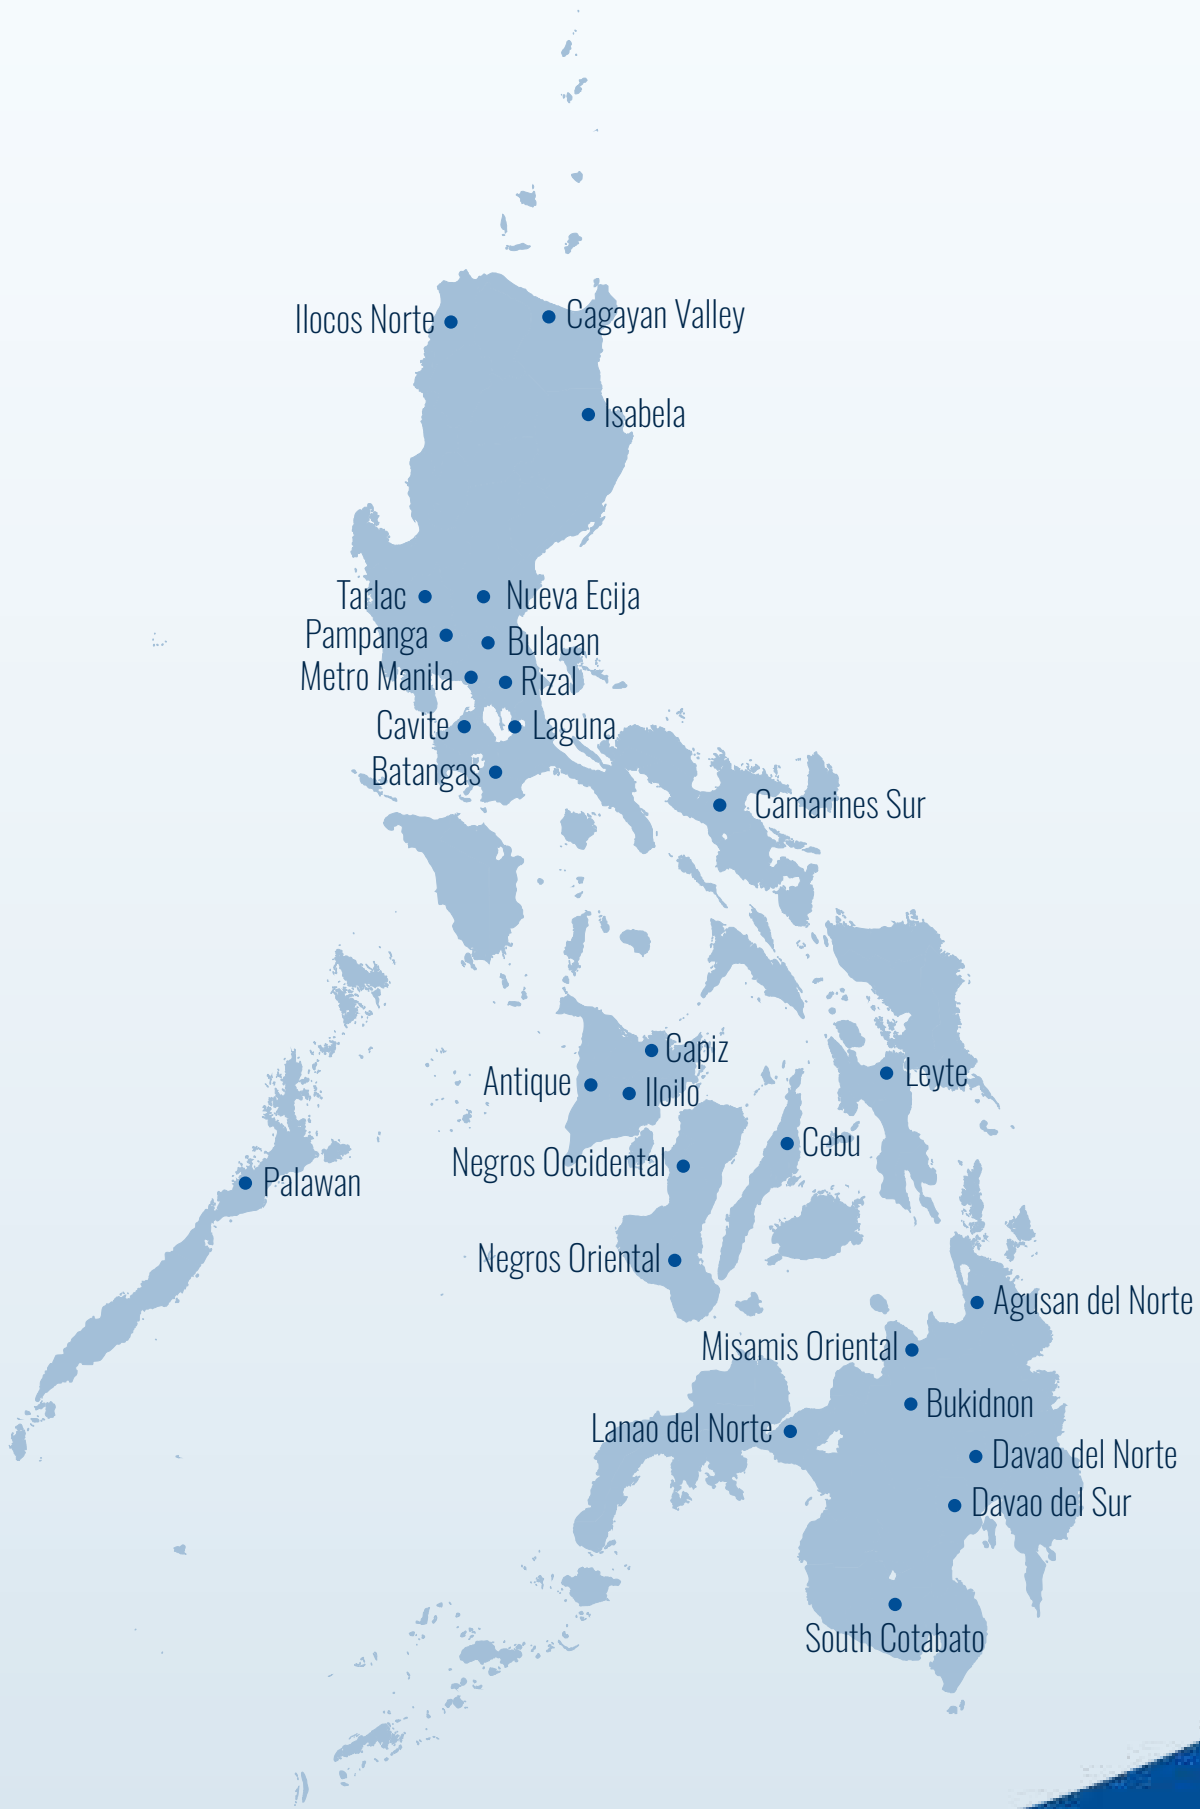 Ilocos Norte
Cagayan Valley
Isabela
Tarlac
Nueva Ecija
Pampanga
Bulacan
Metro Manila
Rizal
Cavite
Laguna
Batangas
Camarines Sur
Capiz
Antique
Iloilo
Leyte
Cebu
Negros Occidental
Palawan
Negros Oriental
Agusan del Norte
Misamis Oriental
Bukidnon
Lanao del Norte
Davao del Norte
Davao del Sur
South Cotabato